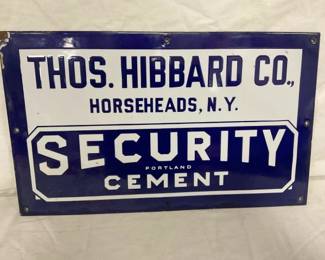 THOS. HIBBARD CO.,
HORSEHEADS, N.Y.
SECURITY
PORTLAND
CEMENT